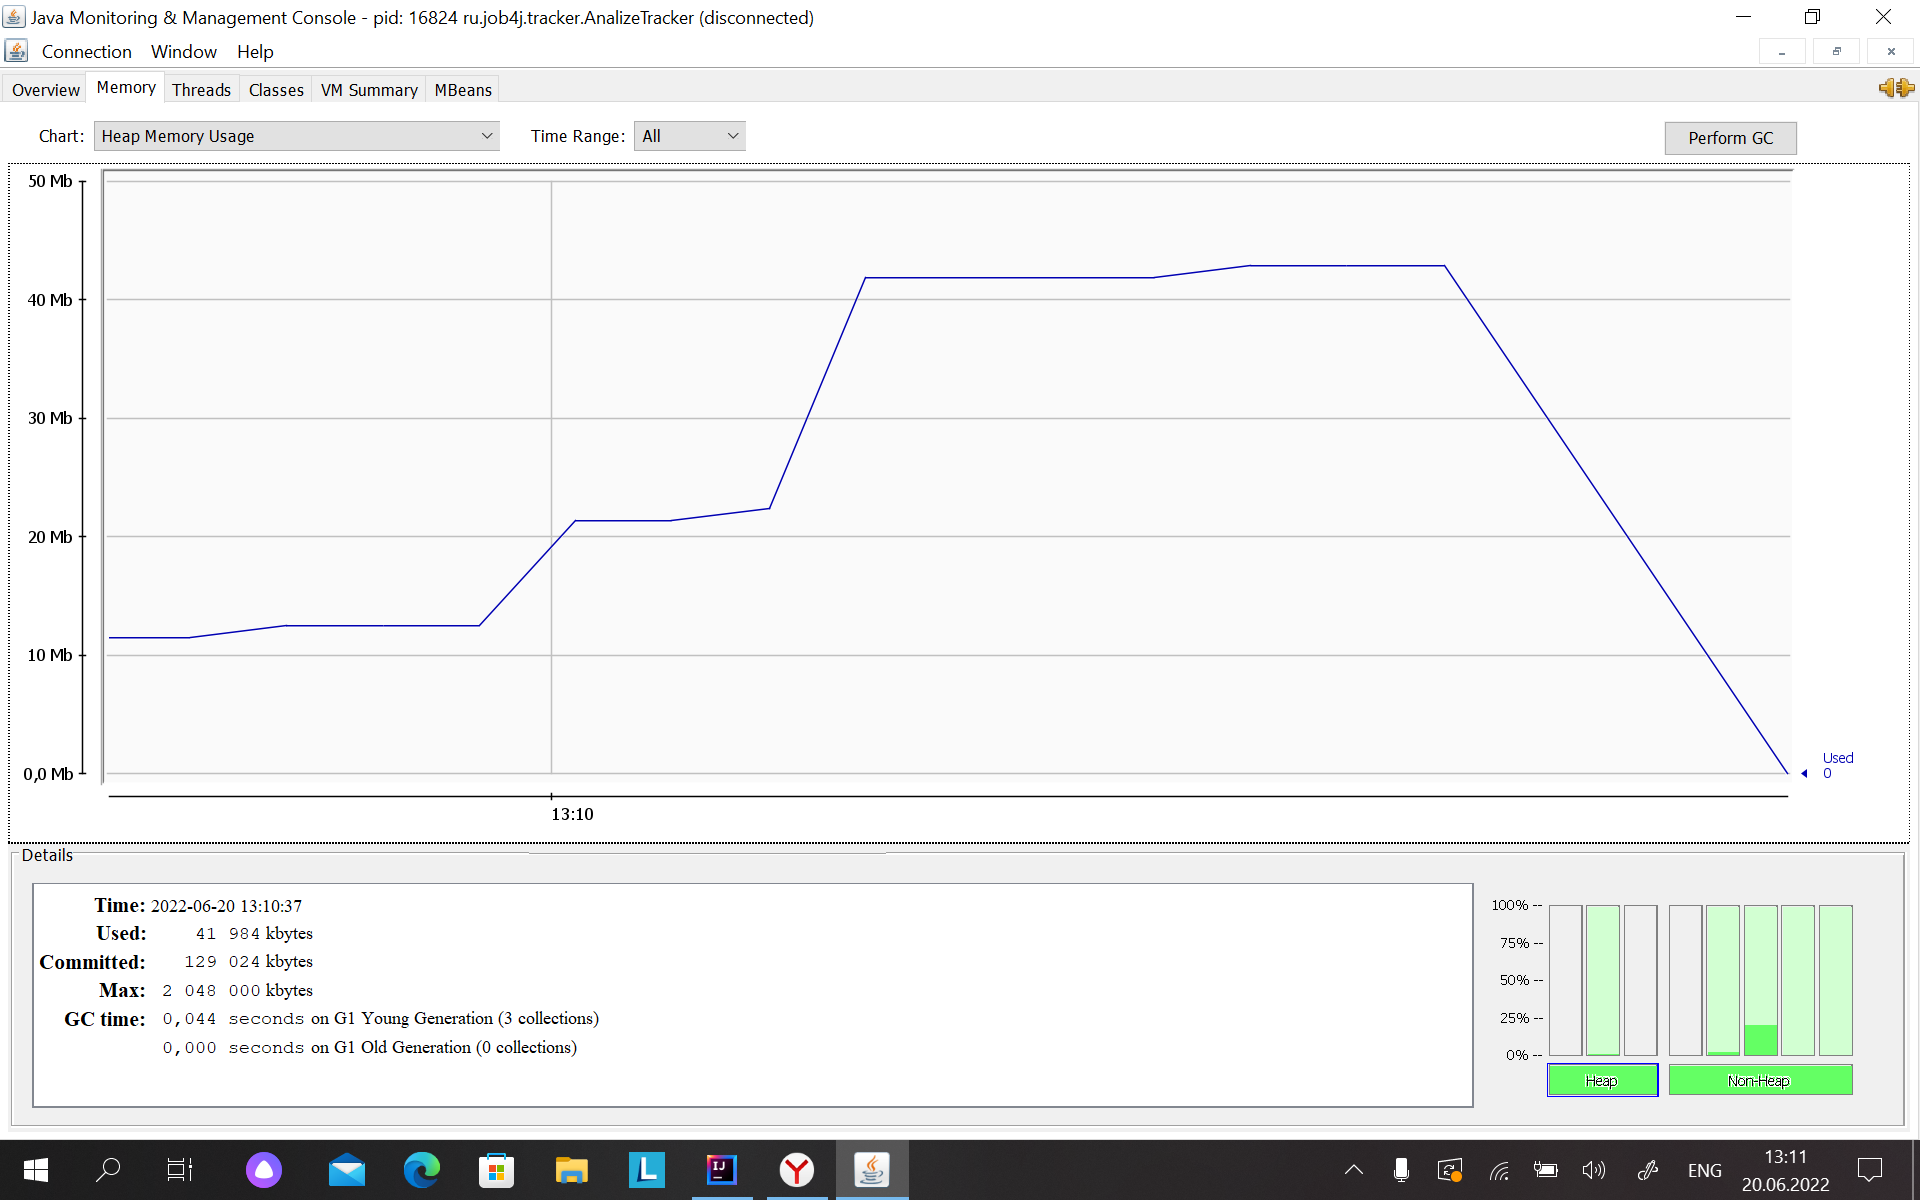 Java Monitoring & Management Console - pid: 16824 ru.job4j.tracker.AnalizeTracker (disconnected)
Connection Window Help
Overview Memory Threads Classes VM Summary MBeans
Chart: Heap Memory Usage Time Range: All Perform GC
50 Mb
40 Mb
30 Mb
20 Mb
10 Mb
0,0 Mb
Used
0
13:10
Details
Time: 2022-06-20 13:10:37
Used: 41 984 kbytes
Committed: 129 024 kbytes
Max: 2 048 000 kbytes
GC time: 0,044 seconds on G1 Young Generation (3 collections)
0,000 seconds on G1 Old Generation (0 collections)
100% --
75% --
50% --
25% --
0% --
Heap Non-Heap
L IJ Y ENG 13:11
20.06.2022